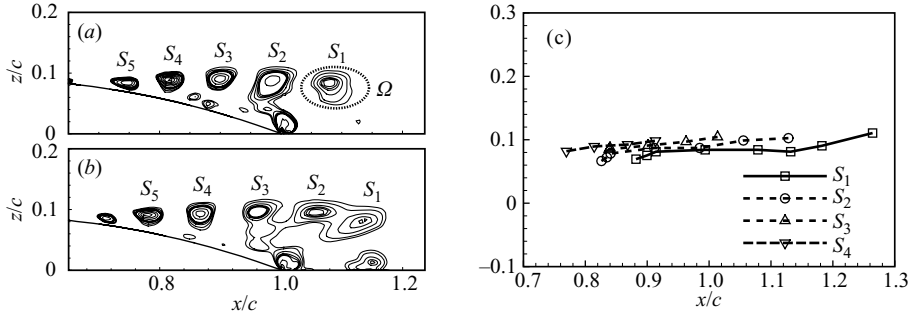 0.2
(a)
S5 S4 S3 S2 S1
z/c 0.1
Ω
0
0.2
(b)
S5 S4 S3 S2 S1
z/c 0.1
0
0.8 1.0 1.2
x/c
0.3
(c)
0.2
z/c 0.1
0
−0.1
S1
S2
S3
S4
0.7 0.8 0.9 1.0 1.1 1.2 1.3
x/c